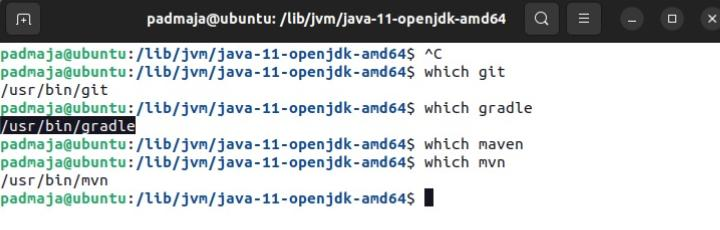 padmaja@ubuntu: /lib/jvm/java-11-openjdk-amd64
padmaja@ubuntu:/lib/jvm/java-11-openjdk-amd64$ ^C
padmaja@ubuntu:/lib/jvm/java-11-openjdk-amd64$ which git
/usr/bin/git
padmaja@ubuntu:/lib/jvm/java-11-openjdk-amd64$ which gradle
/usr/bin/gradle
padmaja@ubuntu:/lib/jvm/java-11-openjdk-amd64$ which maven
padmaja@ubuntu:/lib/jvm/java-11-openjdk-amd64$ which mvn
/usr/bin/mvn
padmaja@ubuntu:/lib/jvm/java-11-openjdk-amd64$